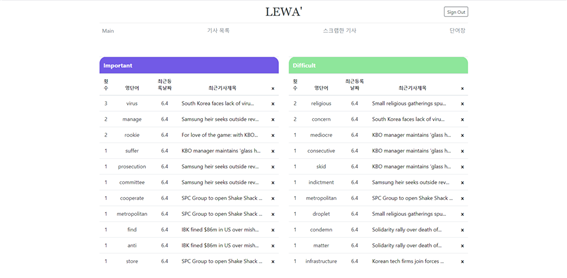 LEWA'
Sign Out
Main 기사 목록 스크랩한 기사 단어장
Important
횟수 영단어 최근등록날짜 최근기사제목 x
3 virus 6.4 South Korea faces lack of viru... x
2 manage 6.4 Samsung heir seeks outside rev... x
2 rookie 6.4 For love of the game: with KBO... x
1 suffer 6.4 KBO manager maintains 'glass h... x
1 prosecution 6.4 Samsung heir seeks outside rev... x
1 committee 6.4 Samsung heir seeks outside rev... x
1 cooperate 6.4 SPC Group to open Shake Shack ... x
1 metropolitan 6.4 SPC Group to open Shake Shack ... x
1 find 6.4 IBK fined $86m in US over mish... x
1 anti 6.4 IBK fined $86m in US over mish... x
1 store 6.4 SPC Group to open Shake Shack ... x
Difficult
횟수 영단어 최근등록날짜 최근기사제목 x
2 religious 6.4 Small religious gatherings spu... x
2 concern 6.4 South Korea faces lack of viru... x
1 mediocre 6.4 KBO manager maintains 'glass h... x
1 consecutive 6.4 KBO manager maintains 'glass h... x
1 skid 6.4 KBO manager maintains 'glass h... x
1 indictment 6.4 Samsung heir seeks outside rev... x
1 metropolitan 6.4 SPC Group to open Shake Shack ... x
1 droplet 6.4 Small religious gatherings spu... x
1 condemn 6.4 Solidarity rally over death of... x
1 matter 6.4 Solidarity rally over death of... x
1 infrastructure 6.4 Korean tech firms join forces ... x